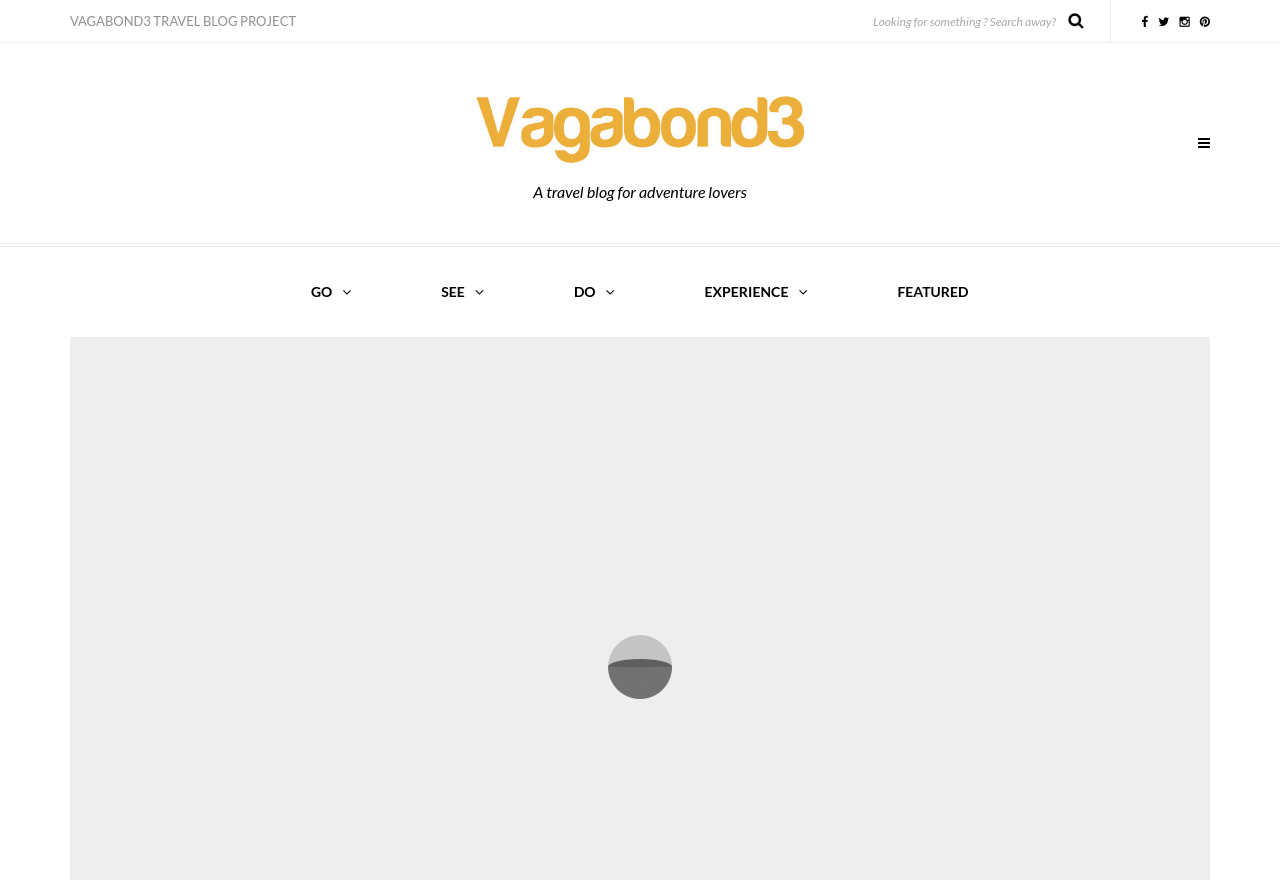 VAGABOND3 TRAVEL BLOG PROJECT
Looking for something ? Search away?
Vagabond3
A travel blog for adventure lovers
GO SEE DO EXPERIENCE FEATURED